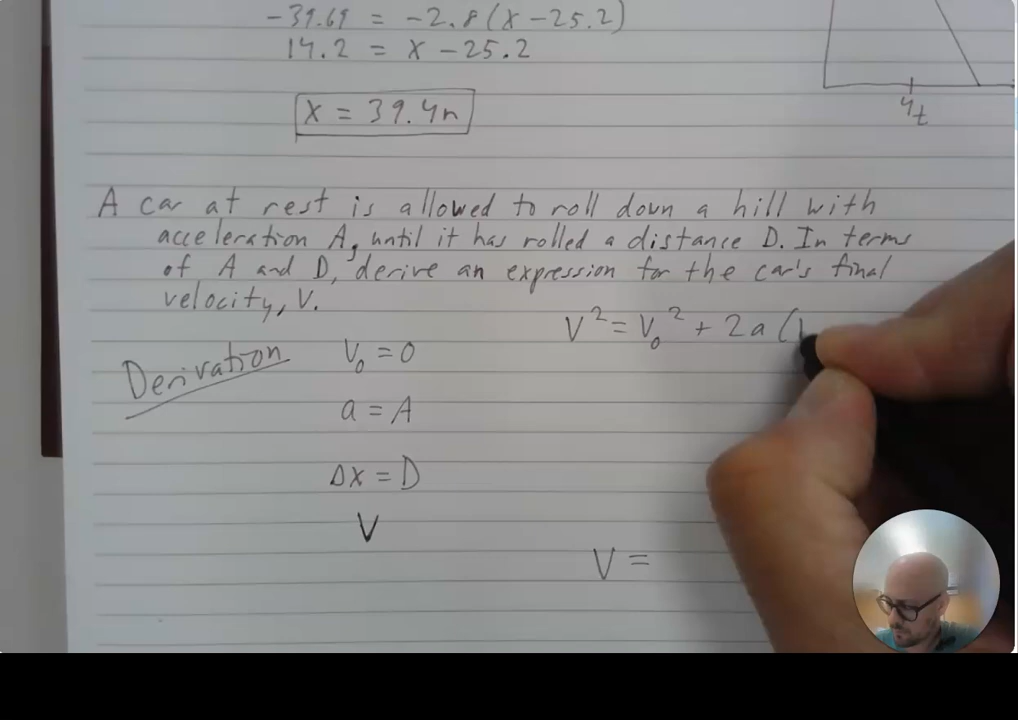 -39.69 = -2.8(x-25.2)
14.2 = x-25.2
x = 39.4m
4 t
A car at rest is allowed to roll down a hill with
acceleration A, until it has rolled a distance D. In terms
of A and D, derive an expression for the car's final
velocity, V.
V² = V₀² + 2a(
Derivation V₀ = 0
a = A
Δx = D
V
V =